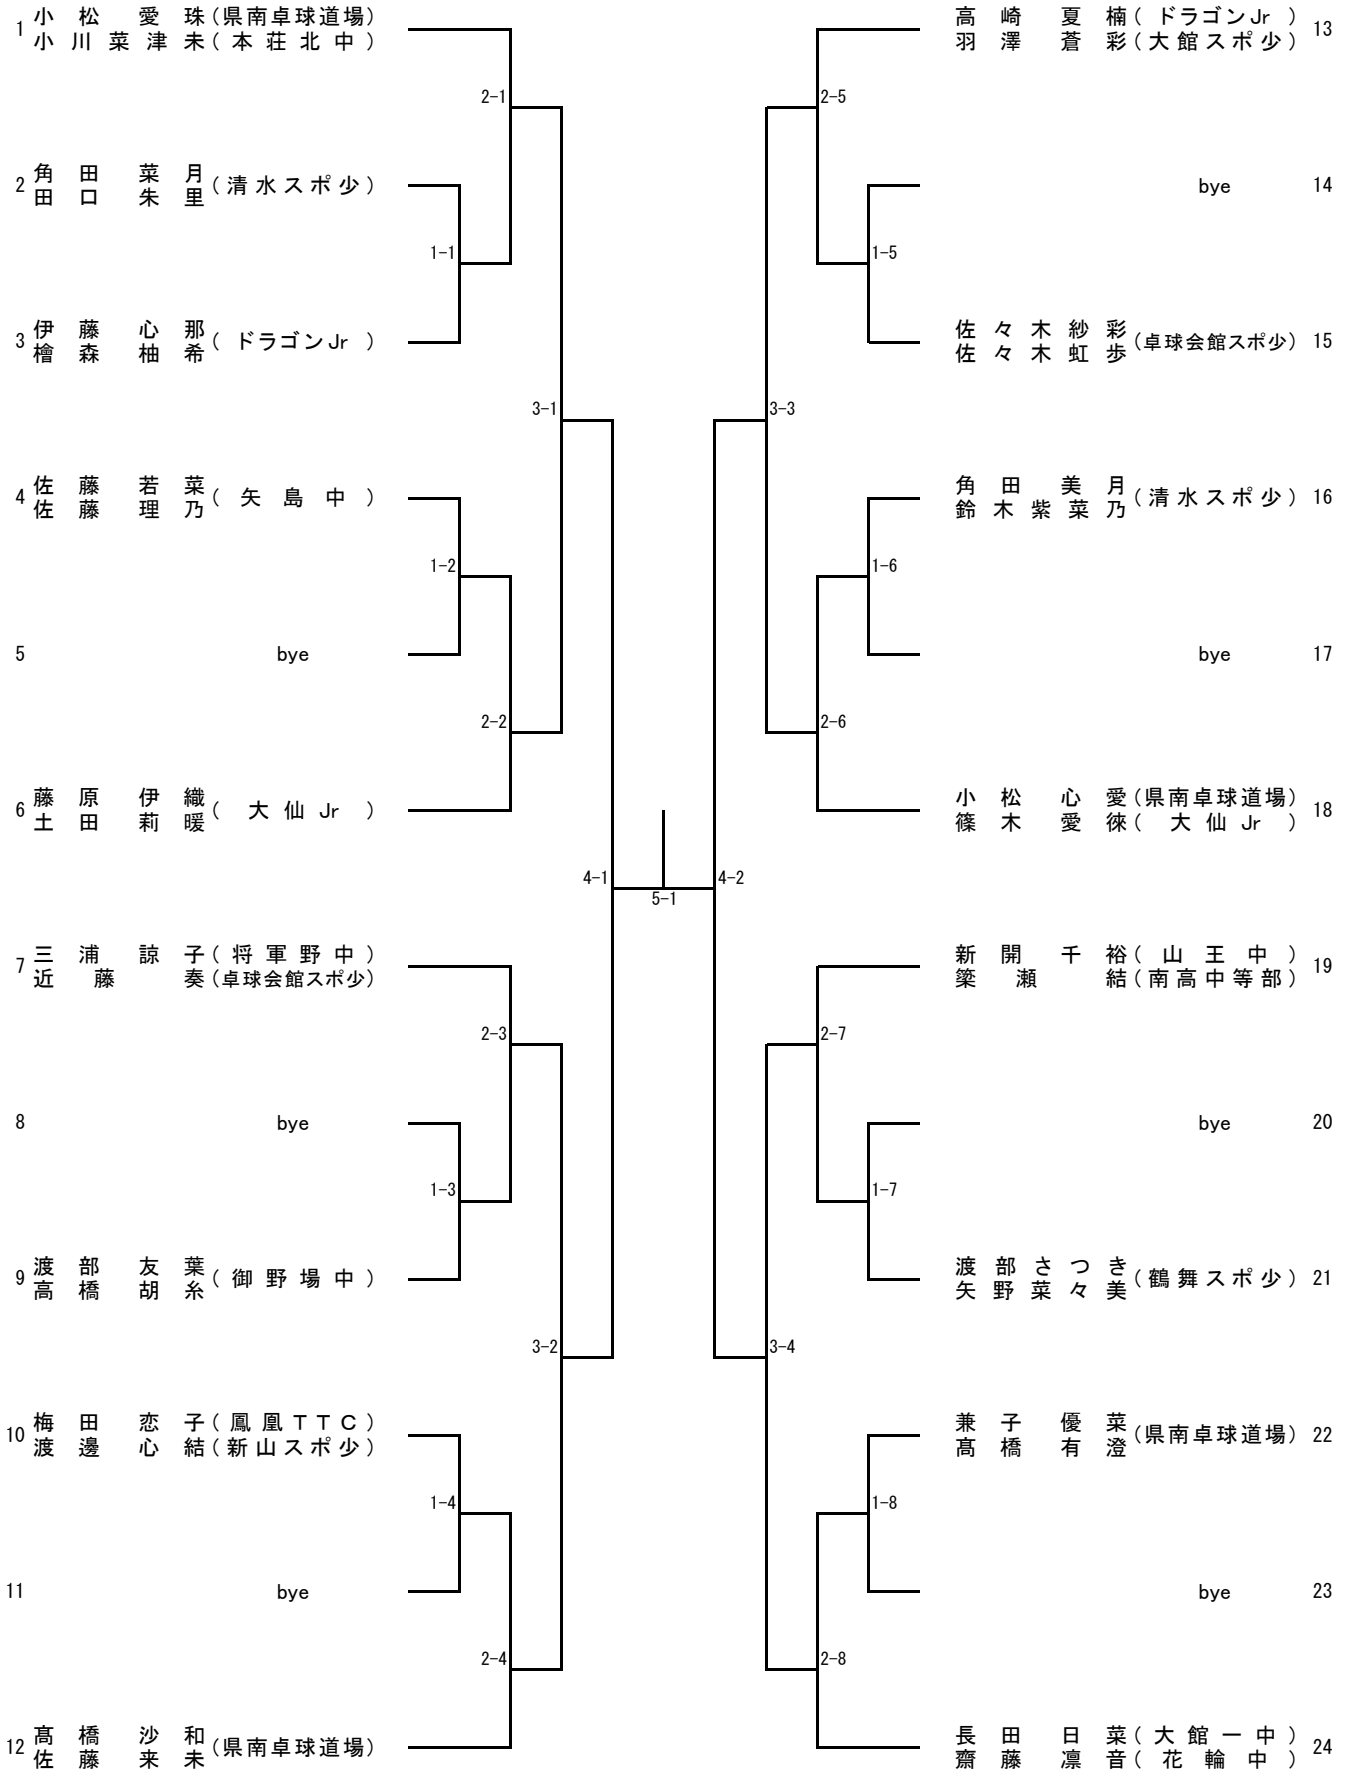 1 小松愛珠(県南卓球道場)
小川菜津未(本荘北中)
2-1
2 角田菜月(清水スポ少)
田口朱里
1-1
3 伊藤心那(ドラゴンJr)
檜森柚希
3-1
4 佐藤若菜(矢島中)
佐藤理乃
1-2
5 bye
2-2
6 藤原伊織(大仙Jr)
土田莉暖
4-1
7 三浦諒子(将軍野中)
近藤奏(卓球会館スポ少)
2-3
8 bye
1-3
9 渡部友葉(御野場中)
高橋胡糸
3-2
10 梅田恋子(鳳凰TTC)
渡邊心結(新山スポ少)
1-4
11 bye
2-4
12 髙橋沙和(県南卓球道場)
佐藤来未
5-1
高崎夏楠(ドラゴンJr) 13
羽澤蒼彩(大館スポ少)
2-5
bye 14
1-5
佐々木紗彩(卓球会館スポ少) 15
佐々木虹歩
3-3
角田美月(清水スポ少) 16
鈴木紫菜乃
1-6
bye 17
2-6
小松心愛(県南卓球道場) 18
篠木愛徠(大仙Jr)
4-2
新開千裕(山王中) 19
簗瀬結(南高中等部)
2-7
bye 20
1-7
渡部さつき(鶴舞スポ少) 21
矢野菜々美
3-4
兼子優菜(県南卓球道場) 22
髙橋有澄
1-8
bye 23
2-8
長田日菜(大館一中) 24
齋藤凛音(花輪中)